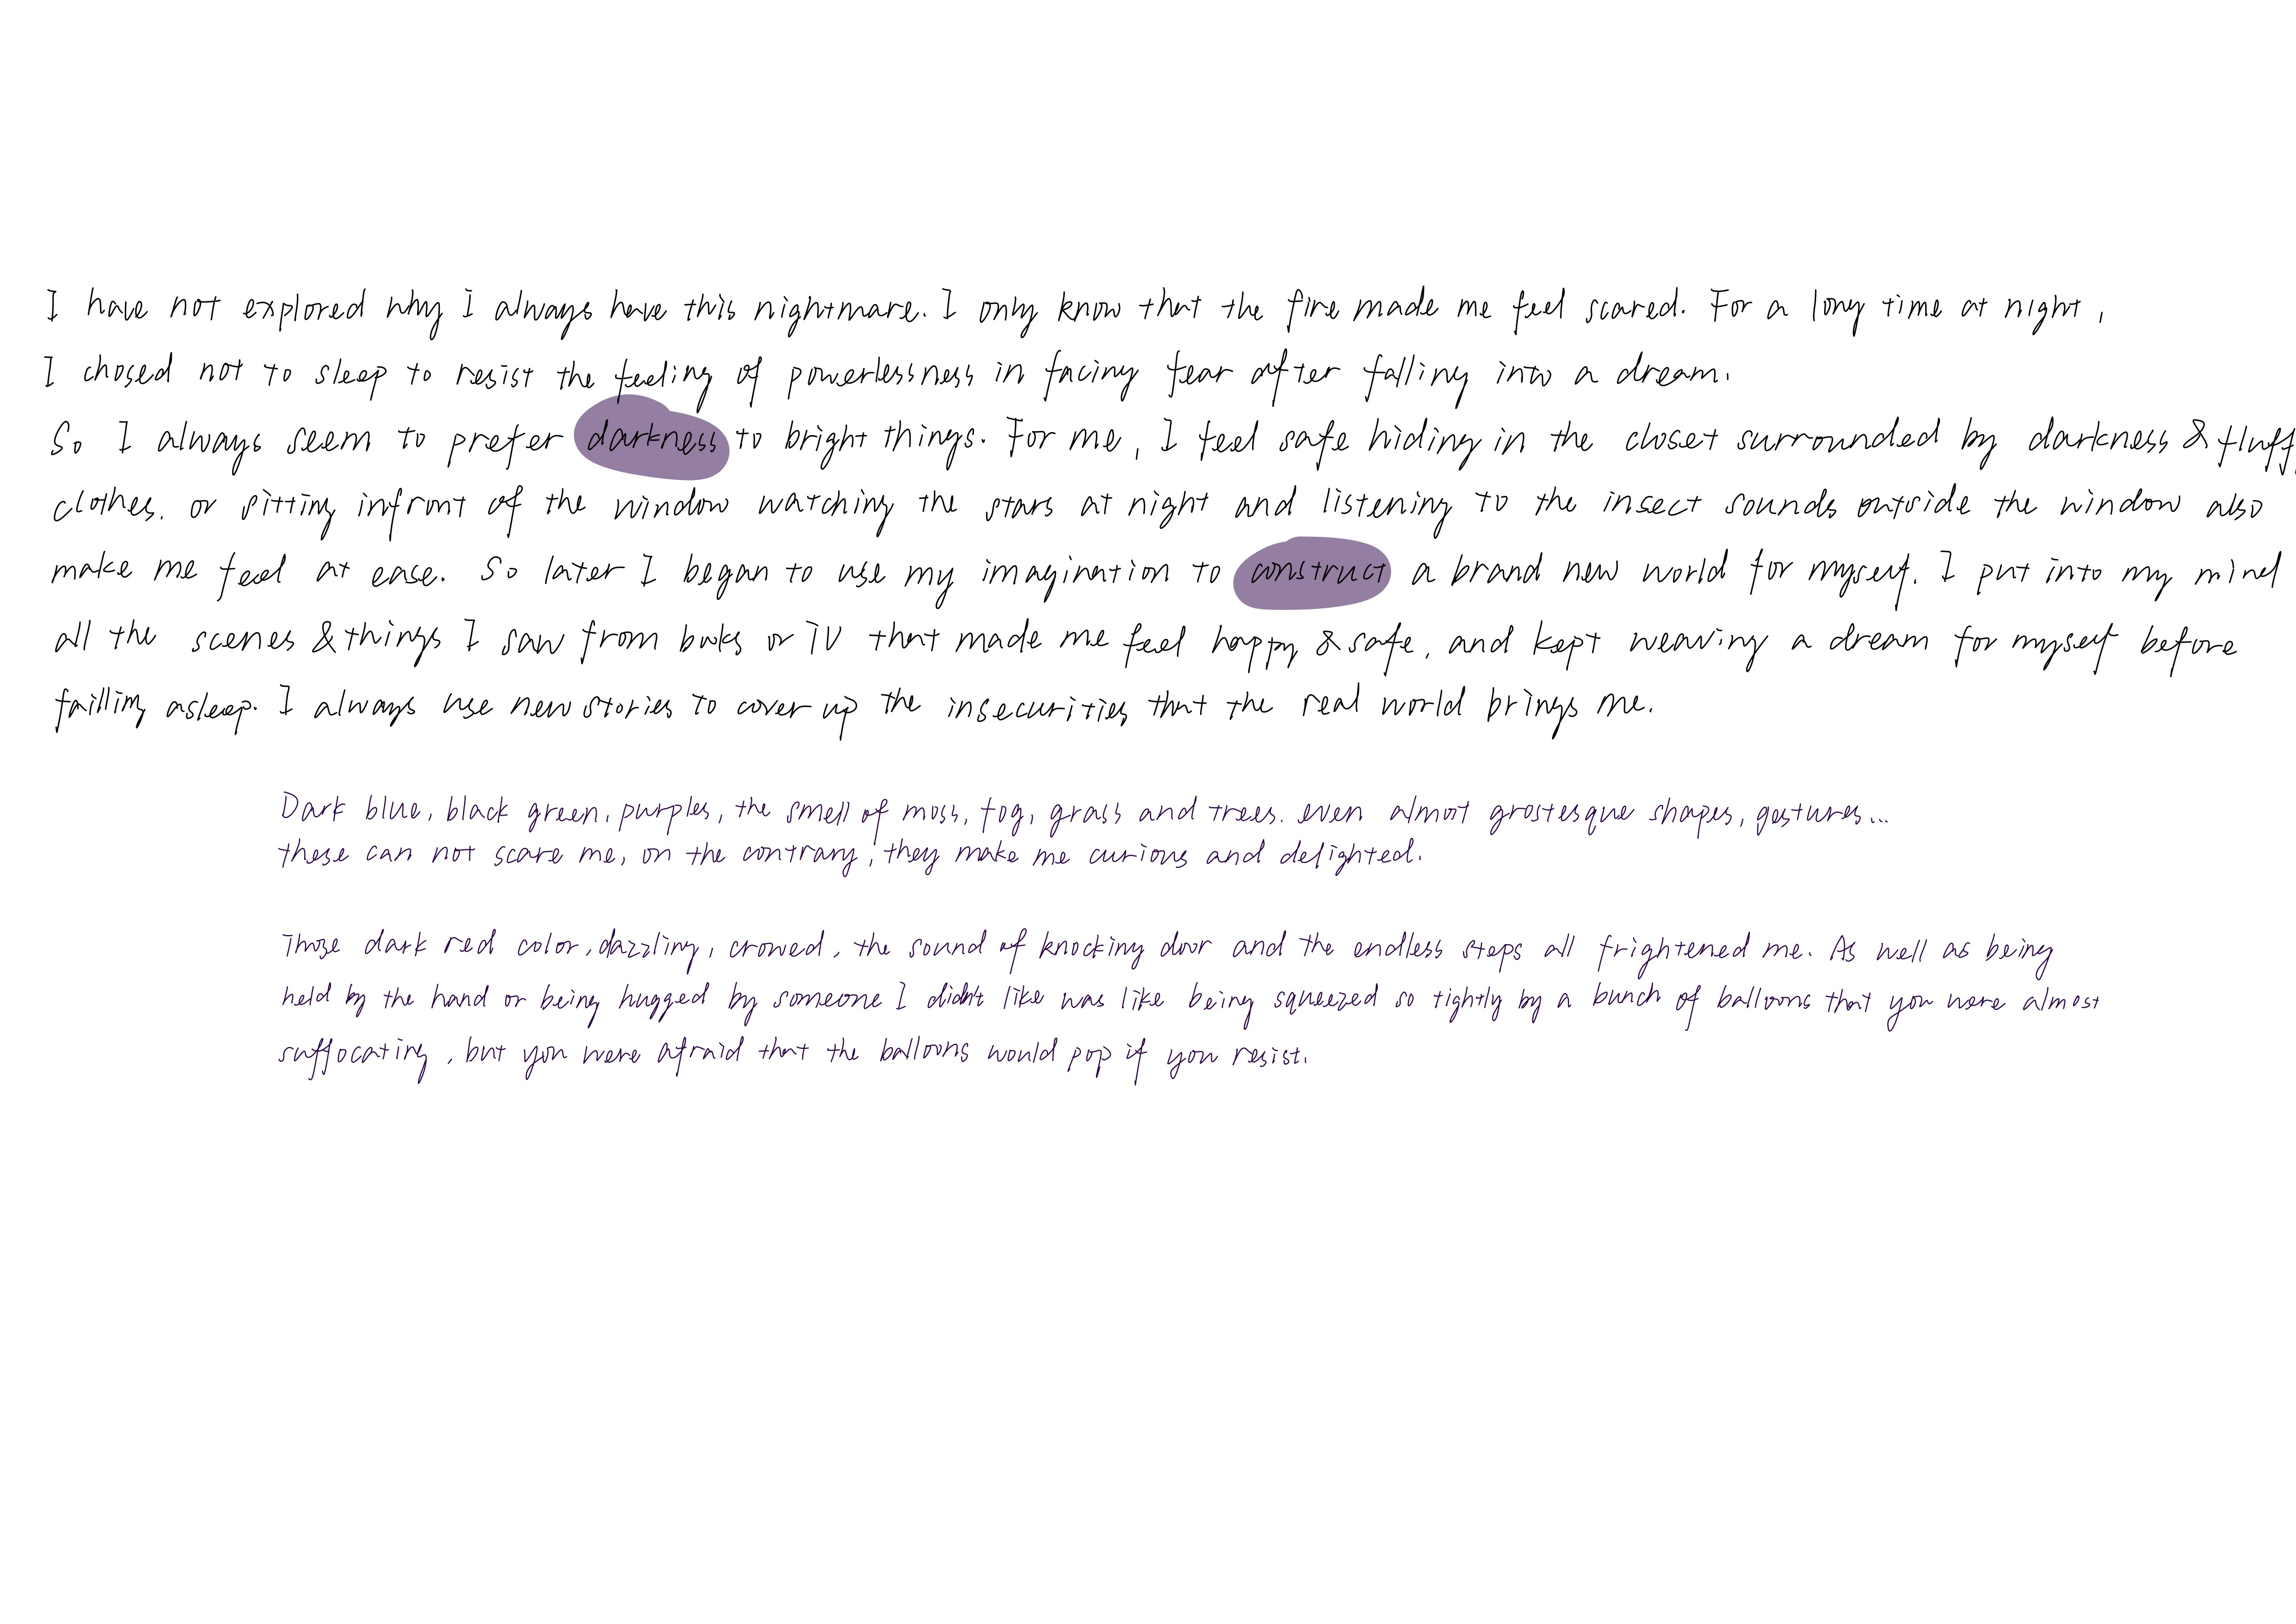 I have not explored why I always have this nightmare. I only know that the fire made me feel scared. For a long time at night,
I chosed not to sleep to resist the feeling of powerlessness in facing fear after falling into a dream.
So I always seem to prefer darkness to bright things. For me, I feel safe hiding in the closet surrounded by darkness & fluff
clothes. or sitting infront of the window watching the stars at night and listening to the insect sounds outside the window also
make me feel at ease. So later I began to use my imagination to construct a brand new world for myself. I put into my mind
all the scenes & things I saw from books or TV that made me feel happy & safe, and kept weaving a dream for myself before
failling asleep. I always use new stories to cover up the insecurities that the real world brings me.
Dark blue, black green, purples, the smell of moss, fog, grass and trees. even almost grostesque shapes, gestures...
these can not scare me, on the contrary, they make me curious and delighted.
Those dark red color, dazzling, crowed, the sound of knocking door and the endless steps all frightened me. As well as being
held by the hand or being hugged by someone I didn't like was like being squeezed so tightly by a bunch of balloons that you were almost
suffocating, but you were afraid that the balloons would pop if you resist.